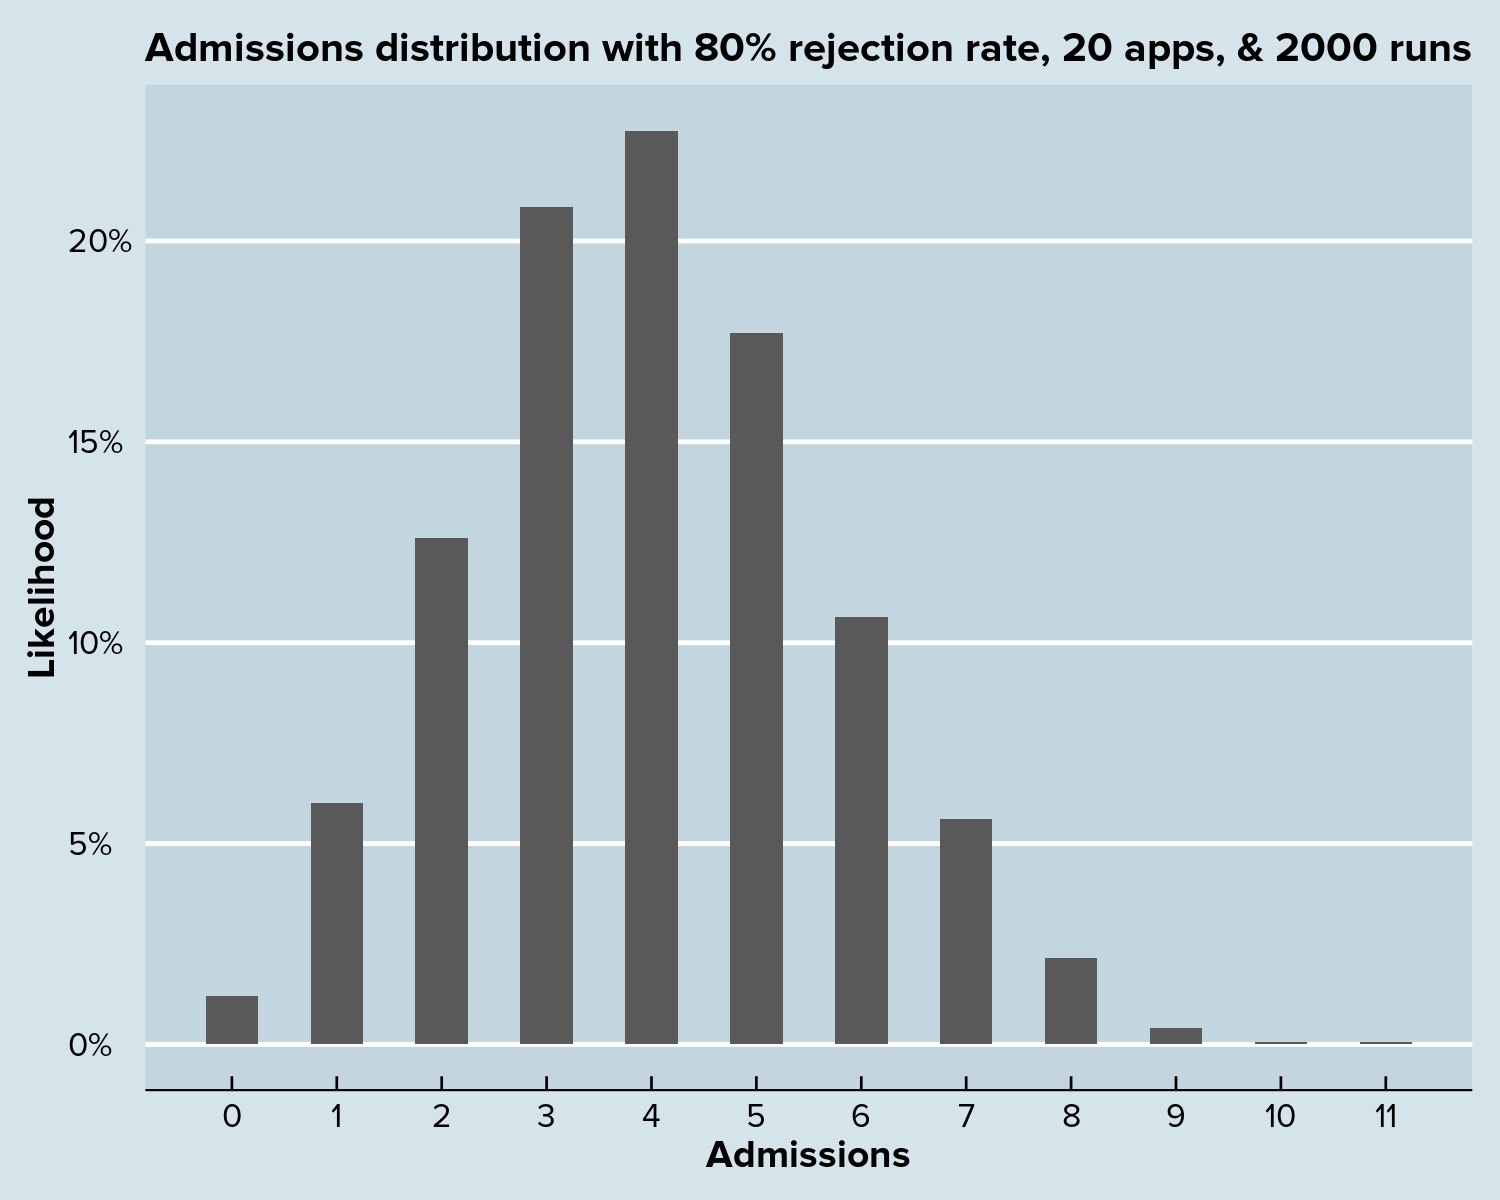 Admissions distribution with 80% rejection rate, 20 apps, & 2000 runs
Likelihood
20%
15%
10%
5%
0%
0 1 2 3 4 5 6 7 8 9 10 11
Admissions